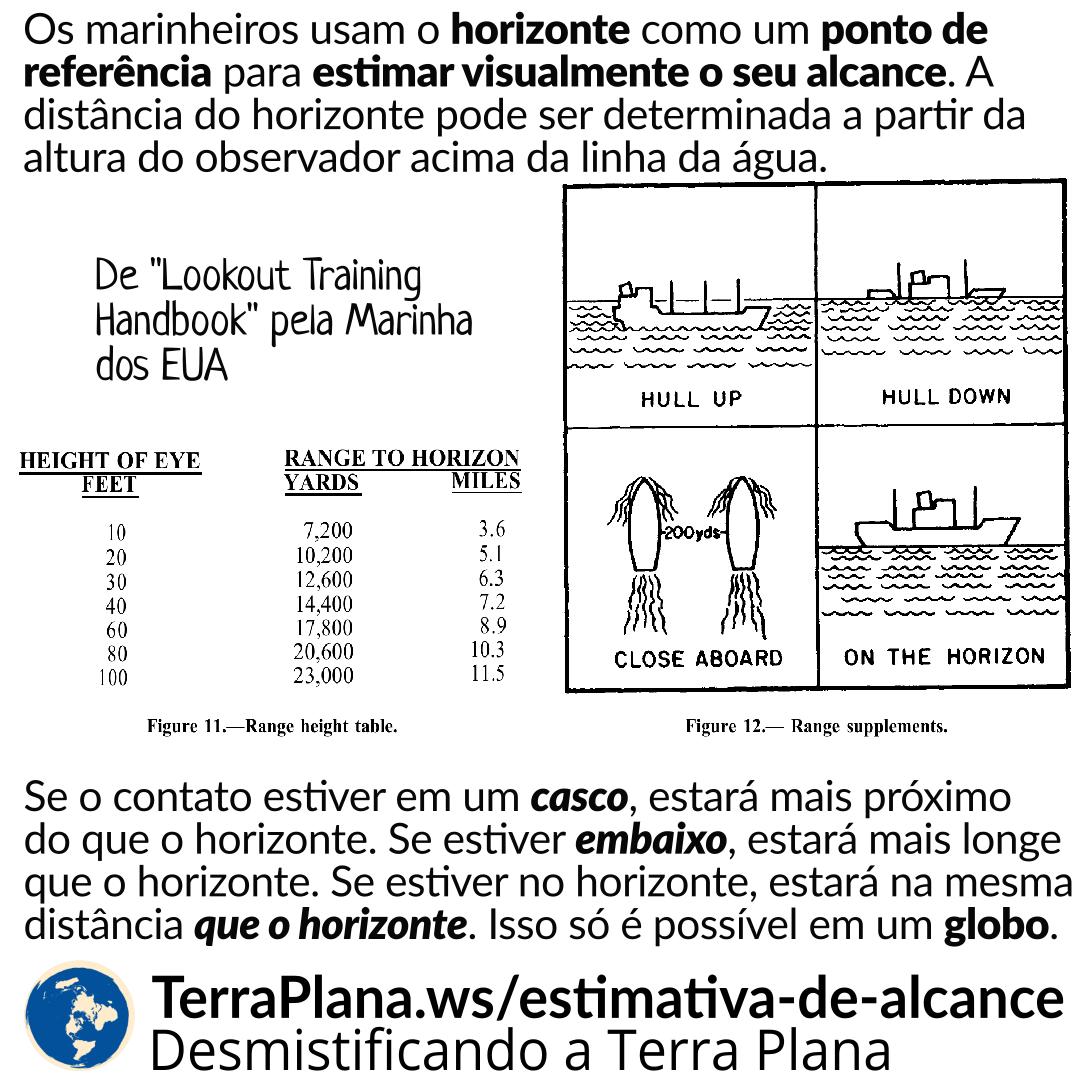 Os marinheiros usam o horizonte como um ponto de
referência para estimar visualmente o seu alcance. A
distância do horizonte pode ser determinada a partir da
altura do observador acima da linha da água.
De "Lookout Training
Handbook" pela Marinha
dos EUA
HEIGHT OF EYE RANGE TO HORIZON
FEET YARDS MILES
10 7,200 3.6
20 10,200 5.1
30 12,600 6.3
40 14,400 7.2
60 17,800 8.9
80 20,600 10.3
100 23,000 11.5
Figure 11.—Range height table.
HULL UP
HULL DOWN
200yds
CLOSE ABOARD
ON THE HORIZON
Figure 12.— Range supplements.
Se o contato estiver em um casco, estará mais próximo
do que o horizonte. Se estiver embaixo, estará mais longe
que o horizonte. Se estiver no horizonte, estará na mesma
distância que o horizonte. Isso só é possível em um globo.
TerraPlana.ws/estimativa-de-alcance
Desmistificando a Terra Plana